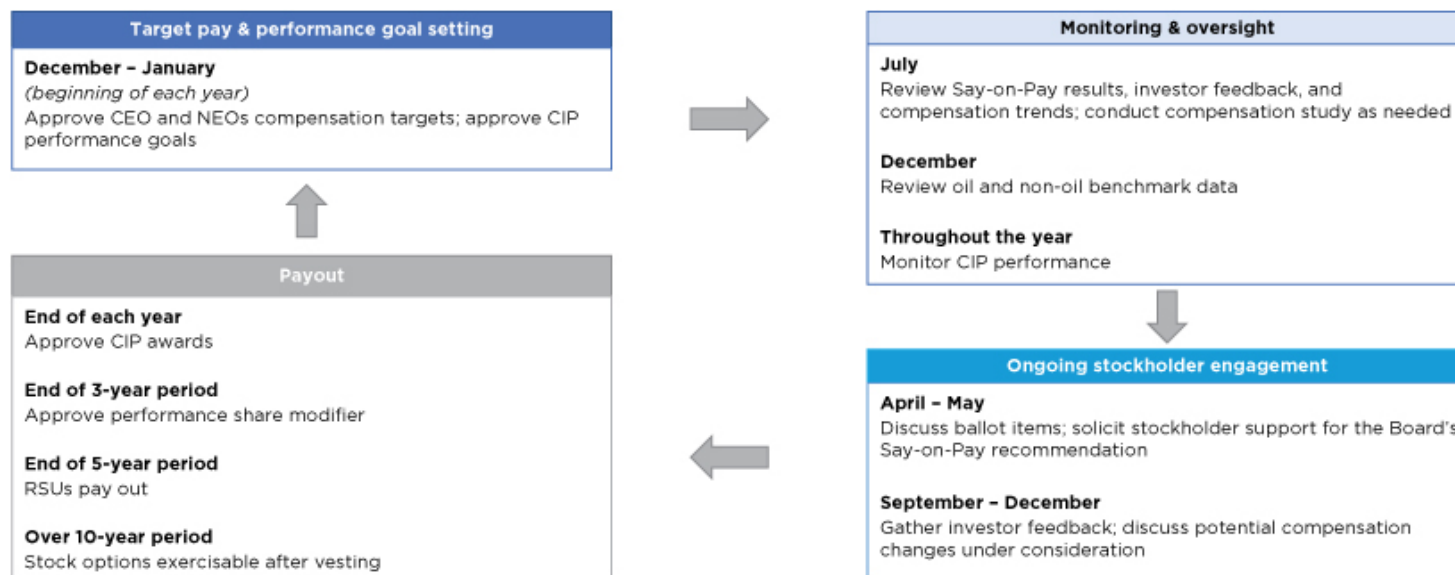 Target pay & performance goal setting
December – January
(beginning of each year)
Approve CEO and NEOs compensation targets; approve CIP
performance goals
Monitoring & oversight
July
Review Say-on-Pay results, investor feedback, and
compensation trends; conduct compensation study as needed
December
Review oil and non-oil benchmark data
Throughout the year
Monitor CIP performance
Ongoing stockholder engagement
April – May
Discuss ballot items; solicit stockholder support for the Board's
Say-on-Pay recommendation
September – December
Gather investor feedback; discuss potential compensation
changes under consideration
Payout
End of each year
Approve CIP awards
End of 3-year period
Approve performance share modifier
End of 5-year period
RSUs pay out
Over 10-year period
Stock options exercisable after vesting